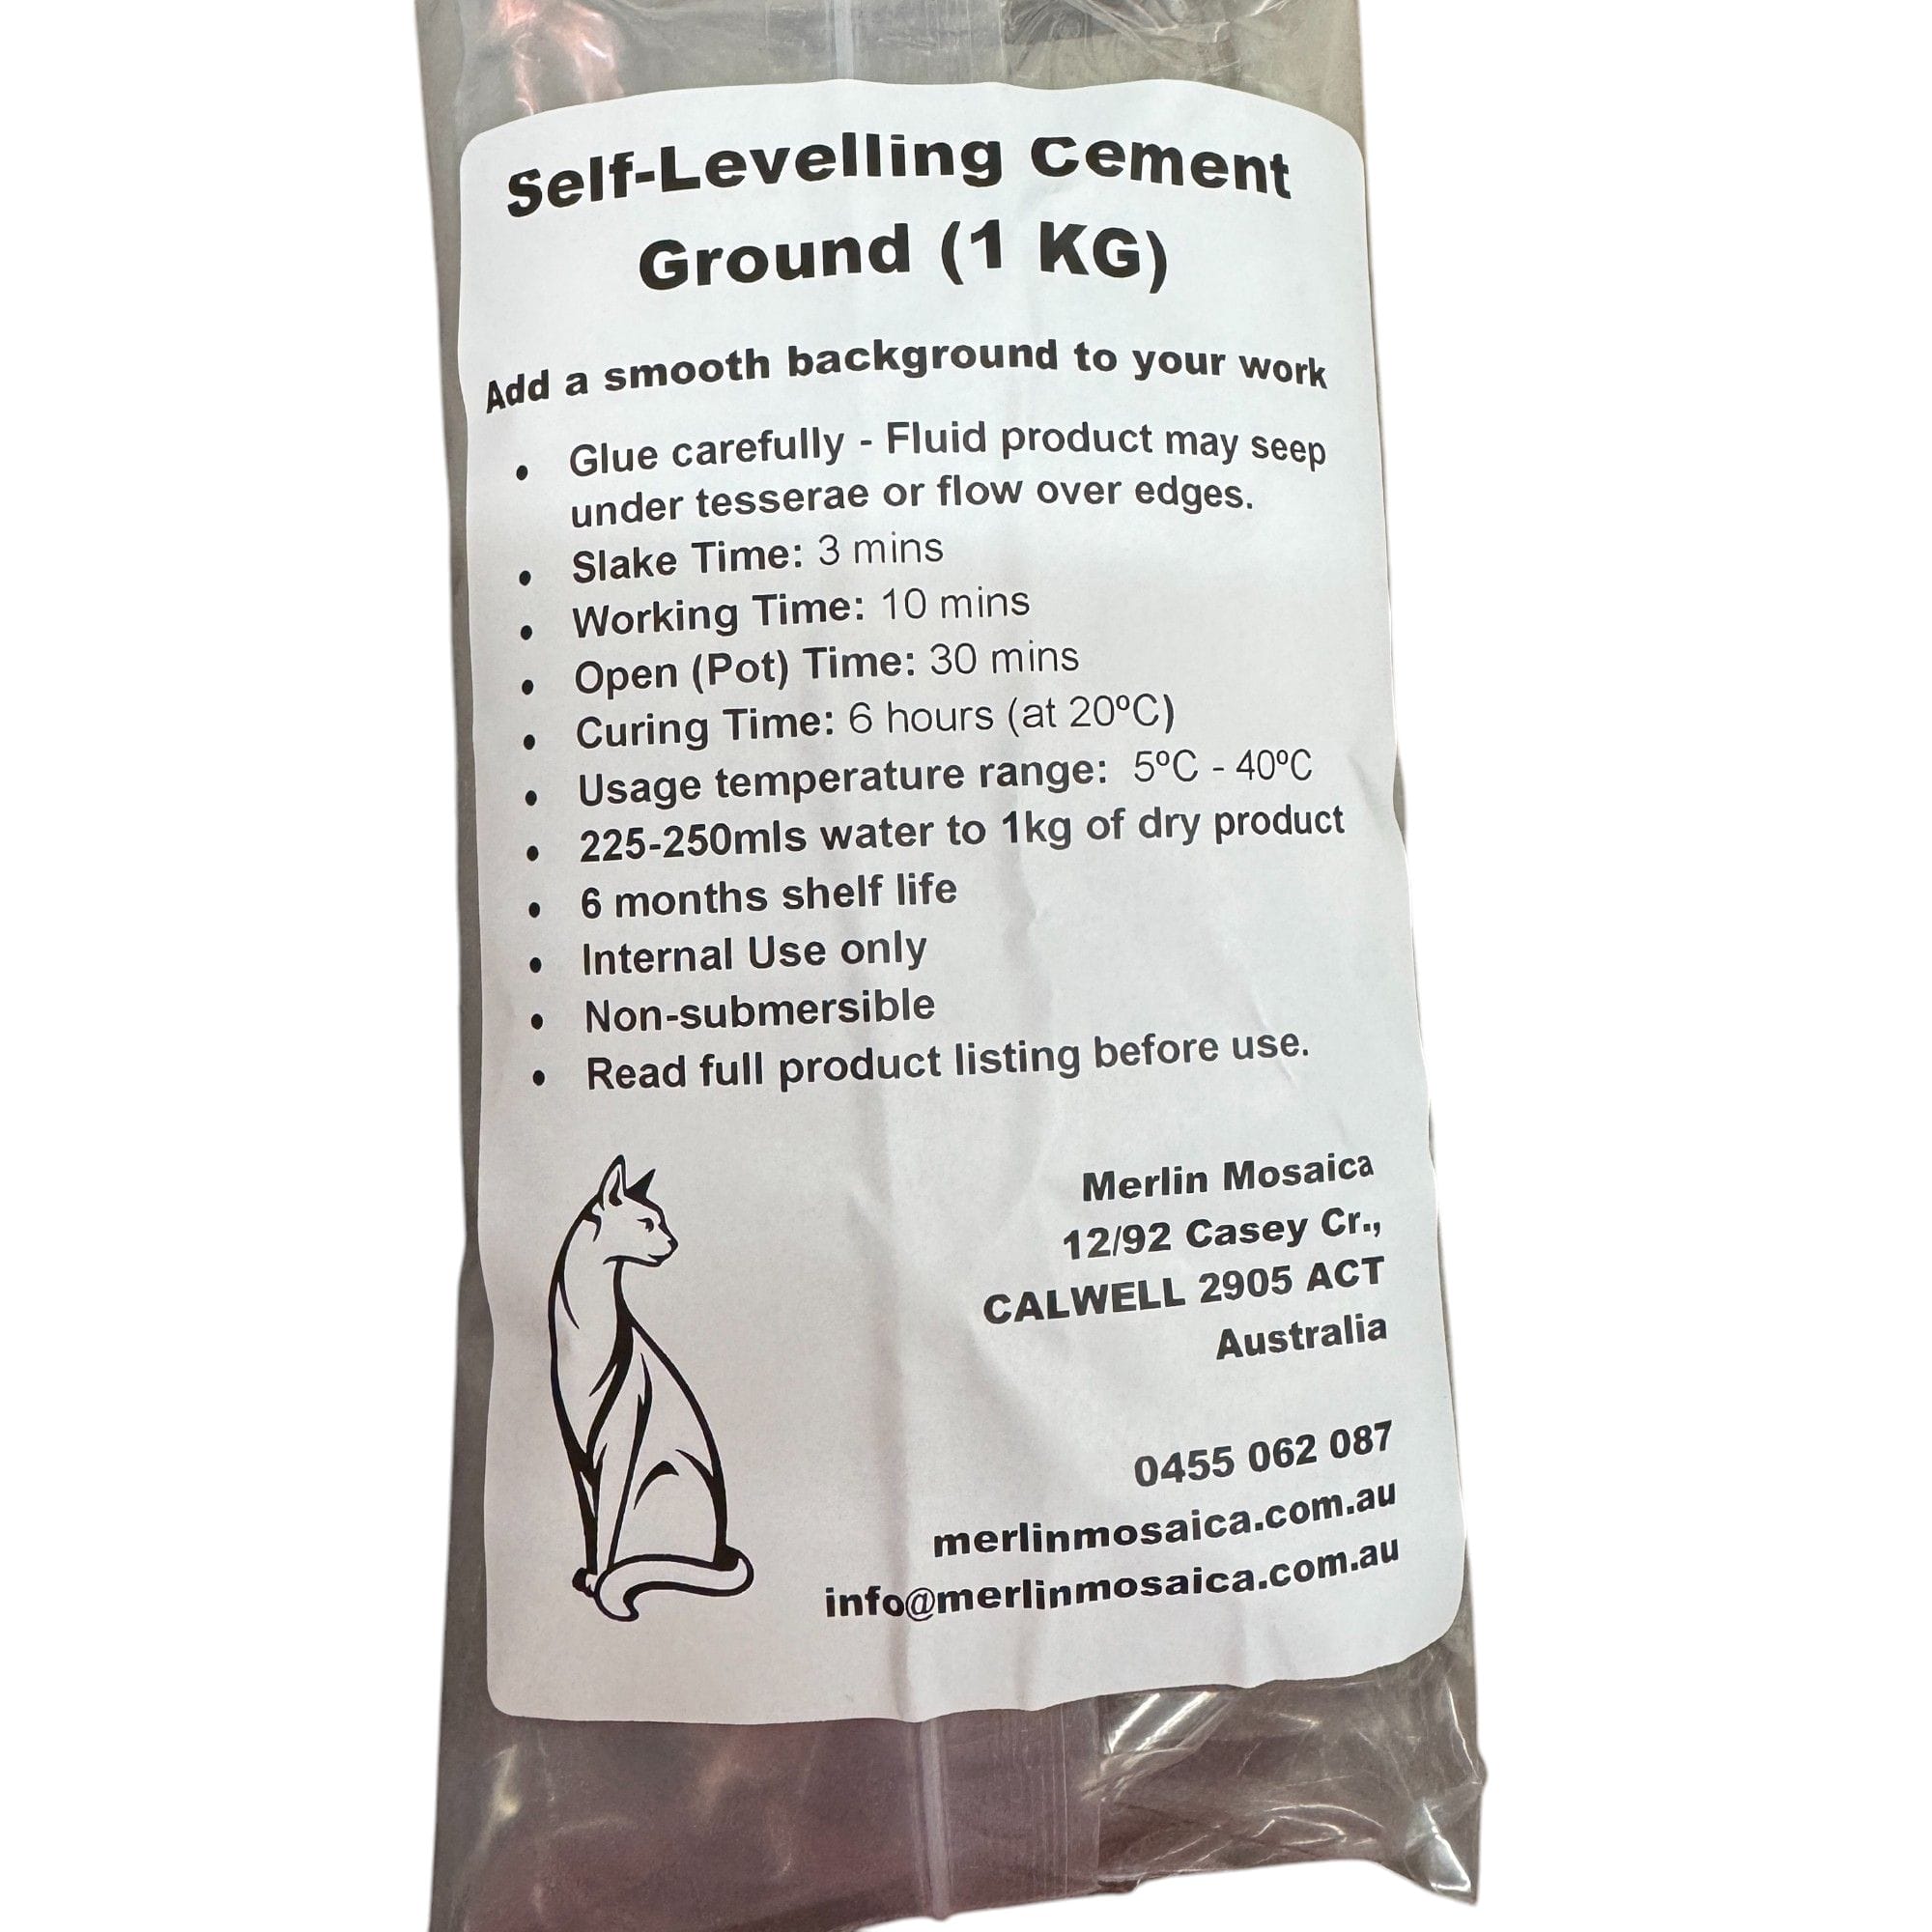 Self-Levelling Cement
Ground (1 KG)
Add a smooth background to your work
• Glue carefully - Fluid product may seep
under tesserae or flow over edges.
• Slake Time: 3 mins
• Working Time: 10 mins
• Open (Pot) Time: 30 mins
• Curing Time: 6 hours (at 20ºC)
• Usage temperature range: 5ºC - 40ºC
• 225-250mls water to 1kg of dry product
• 6 months shelf life
• Internal Use only
• Non-submersible
• Read full product listing before use.
Merlin Mosaica
12/92 Casey Cr.,
CALWELL 2905 ACT
Australia
0455 062 087
merlinmosaica.com.au
info@merlinmosaica.com.au